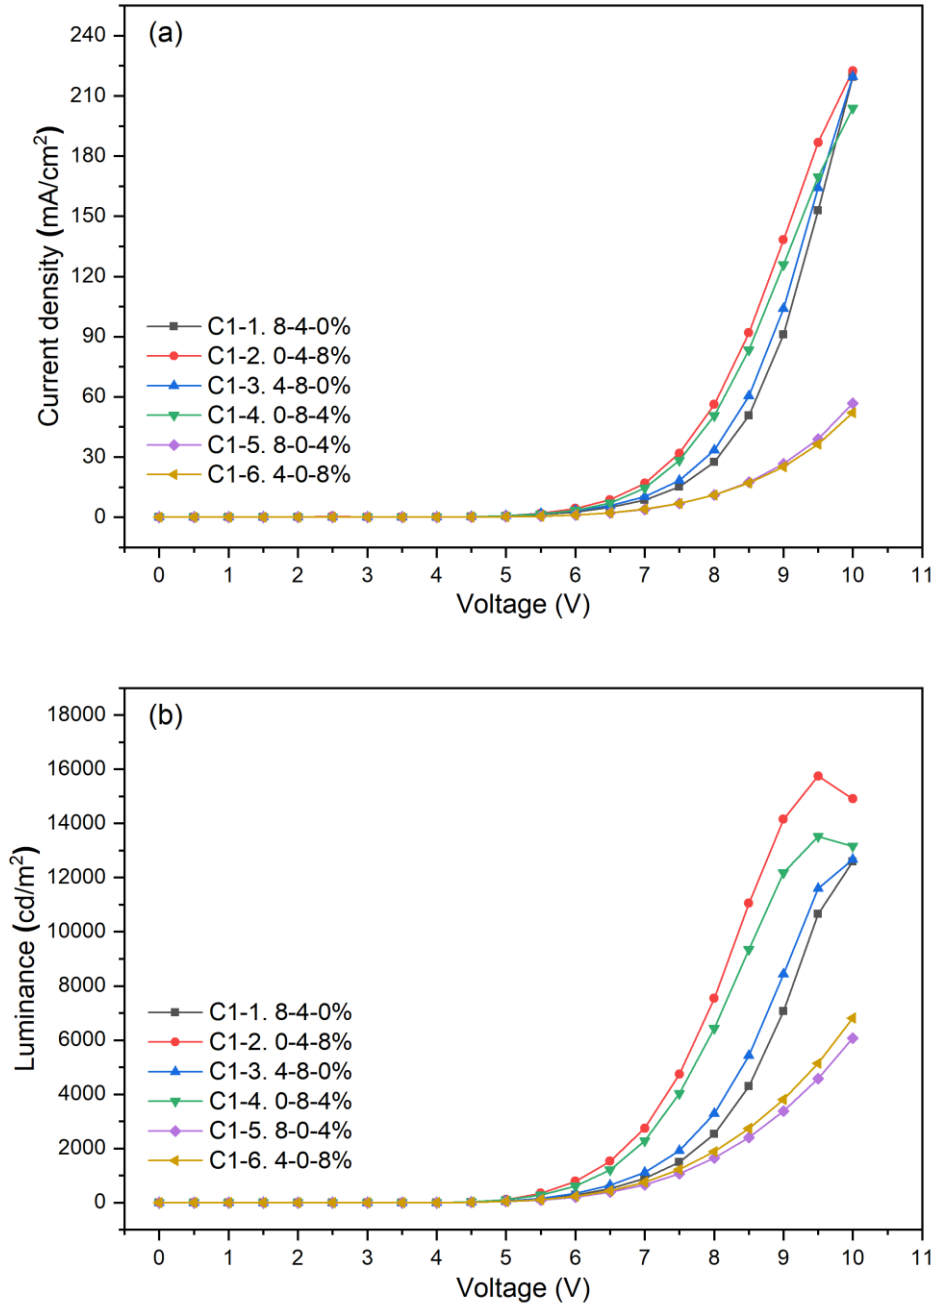 (a)
Current density (mA/cm²)
240
210
180
150
120
90
60
30
0
C1-1. 8-4-0%
C1-2. 0-4-8%
C1-3. 4-8-0%
C1-4. 0-8-4%
C1-5. 8-0-4%
C1-6. 4-0-8%
0 1 2 3 4 5 6 7 8 9 10 11
Voltage (V)
(b)
Luminance (cd/m²)
18000
16000
14000
12000
10000
8000
6000
4000
2000
0
C1-1. 8-4-0%
C1-2. 0-4-8%
C1-3. 4-8-0%
C1-4. 0-8-4%
C1-5. 8-0-4%
C1-6. 4-0-8%
0 1 2 3 4 5 6 7 8 9 10 11
Voltage (V)